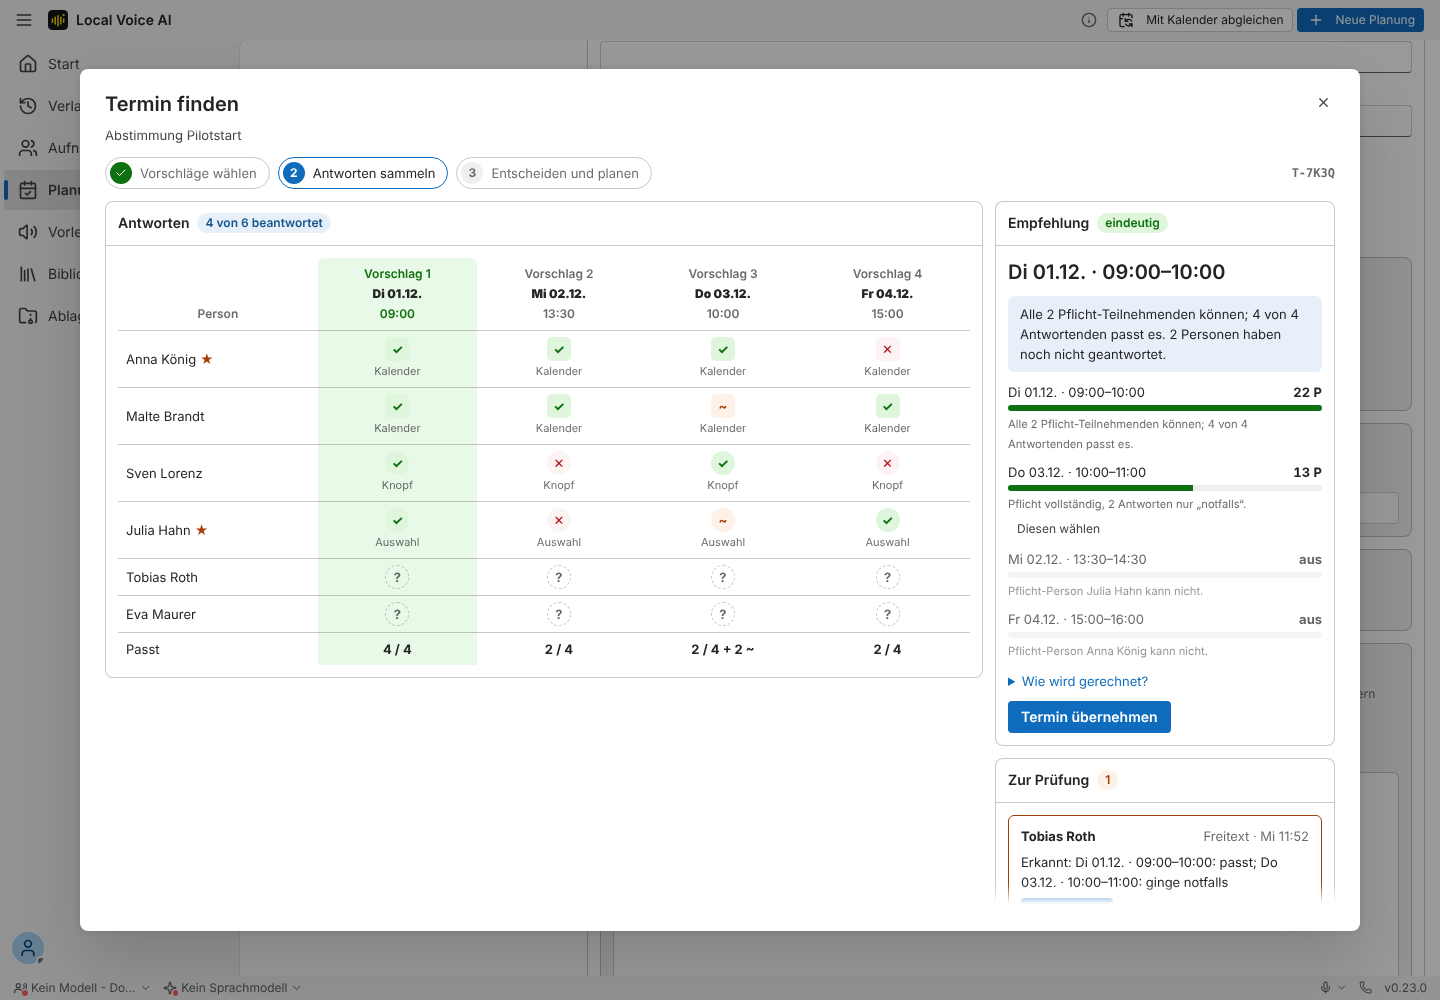 Local Voice AI
Mit Kalender abgleichen
Neue Planung
Start
Verla
Aufn
Planu
Vorle
Biblio
Ablag
Termin finden
Abstimmung Pilotstart
Vorschläge wählen
2 Antworten sammeln
3 Entscheiden und planen
T-7K3Q
Antworten 4 von 6 beantwortet
Person
Vorschlag 1 Vorschlag 2 Vorschlag 3 Vorschlag 4
Di 01.12. Mi 02.12. Do 03.12. Fr 04.12.
09:00 13:30 10:00 15:00
Anna König ★ ✓ ✓ ✓ ✕
Kalender Kalender Kalender Kalender
Malte Brandt ✓ ✓ ~ ✓
Kalender Kalender Kalender Kalender
Sven Lorenz ✓ ✕ ✓ ✕
Knopf Knopf Knopf Knopf
Julia Hahn ★ ✓ ✕ ~ ✓
Auswahl Auswahl Auswahl Auswahl
Tobias Roth ? ? ? ?
Eva Maurer ? ? ? ?
Passt 4 / 4 2 / 4 2 / 4 + 2 ~ 2 / 4
Empfehlung eindeutig
Di 01.12. · 09:00–10:00
Alle 2 Pflicht-Teilnehmenden können; 4 von 4
Antwortenden passt es. 2 Personen haben
noch nicht geantwortet.
Di 01.12. · 09:00–10:00 22 P
Alle 2 Pflicht-Teilnehmenden können; 4 von 4
Antwortenden passt es.
Do 03.12. · 10:00–11:00 13 P
Pflicht vollständig, 2 Antworten nur „notfalls“.
Diesen wählen
Mi 02.12. · 13:30–14:30 aus
Pflicht-Person Julia Hahn kann nicht.
Fr 04.12. · 15:00–16:00 aus
Pflicht-Person Anna König kann nicht.
Wie wird gerechnet?
Termin übernehmen
Zur Prüfung 1
Tobias Roth Freitext · Mi 11:52
Erkannt: Di 01.12. · 09:00–10:00: passt; Do
03.12. · 10:00–11:00: ginge notfalls
ern
Kein Modell - Do...
Kein Sprachmodell
v0.23.0